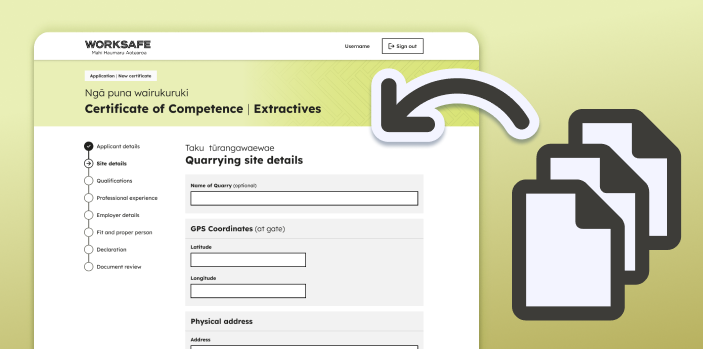 WORKSAFE
Mahi Haumaru Aotearoa
Username
Sign out
Application | New certificate
Ngā puna wairukuruki
Certificate of Competence | Extractives
Applicant details
Site details
Qualifications
Professional experience
Employer details
Fit and proper person
Declaration
Document review
Taku tūrangawaewae
Quarrying site details
Name of Quarry (optional)
GPS Coordinates (at gate)
Latitude
Longitude
Physical address
Address